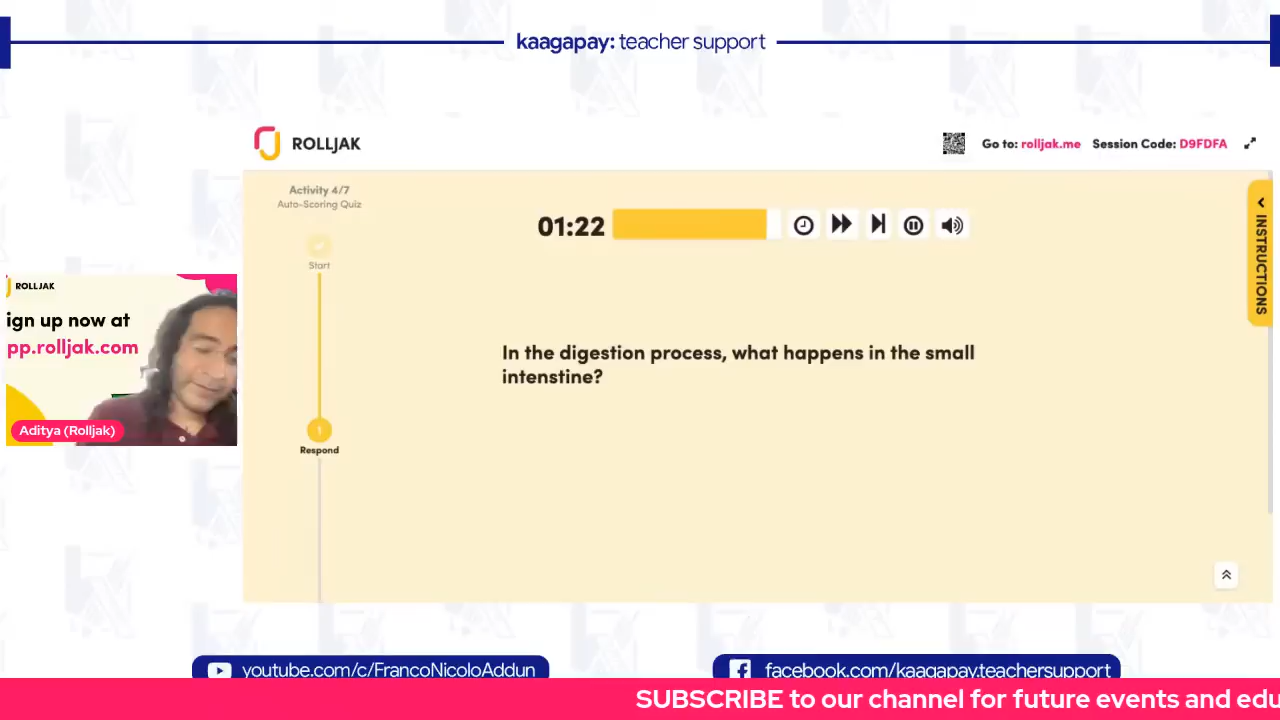 kaagapay: teacher support
ROLLJAK
Go to: rolljak.me Session Code: D9FDFA
Activity 4/7
Auto-Scoring Quiz
01:22
INSTRUCTIONS
Start
ROLLJAK
ign up now at
pp.rolljak.com
Aditya (Rolljak)
In the digestion process, what happens in the small
intenstine?
1
Respond
youtube.com/c/FrancoNicoloAddun
facebook.com/kaagapay.teachersupport
SUBSCRIBE to our channel for future events and edu